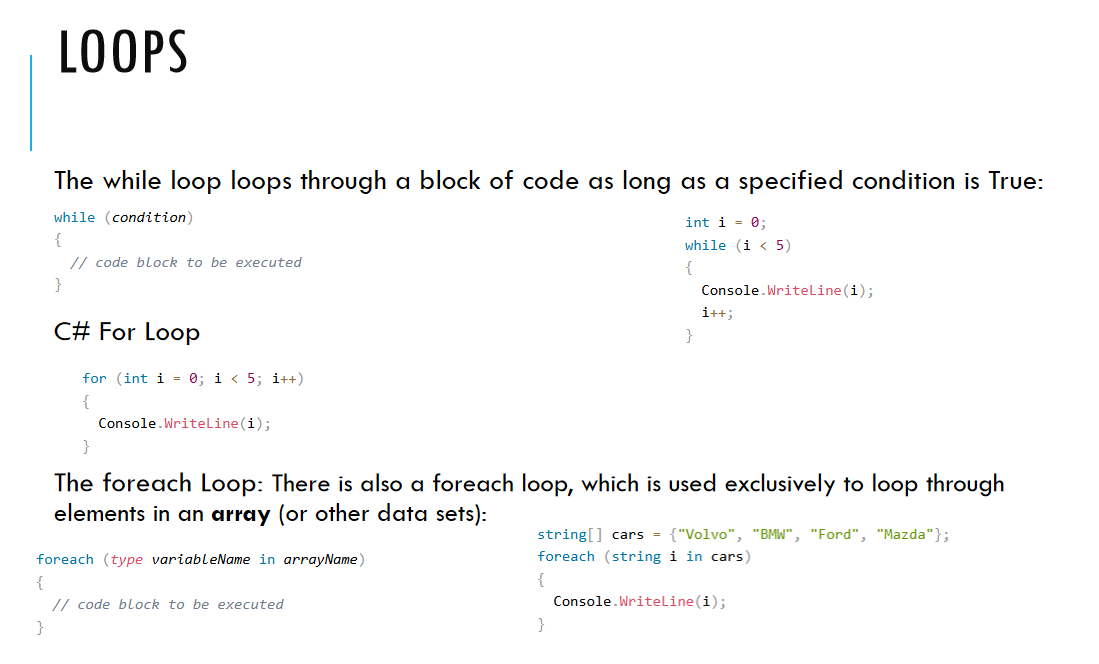 LOOPS
The while loop loops through a block of code as long as a specified condition is True:
while (condition)
{
  // code block to be executed
}
int i = 0;
while (i < 5)
{
  Console.WriteLine(i);
  i++;
}
C# For Loop
for (int i = 0; i < 5; i++)
{
  Console.WriteLine(i);
}
The foreach Loop: There is also a foreach loop, which is used exclusively to loop through
elements in an array (or other data sets):
foreach (type variableName in arrayName)
{
  // code block to be executed
}
string[] cars = {"Volvo", "BMW", "Ford", "Mazda"};
foreach (string i in cars)
{
  Console.WriteLine(i);
}